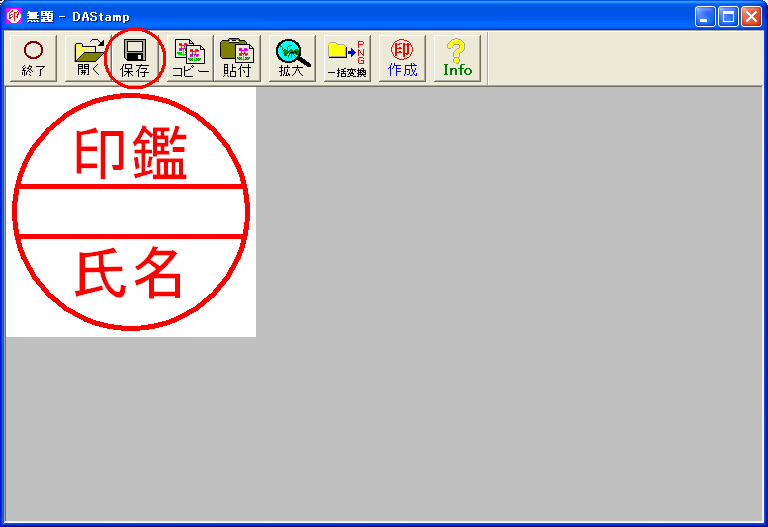 印 無題 - DAStamp
終了
開く
保存
コピー
貼付
拡大
PNG
一括変換
印
作成
?
Info
印鑑
氏名